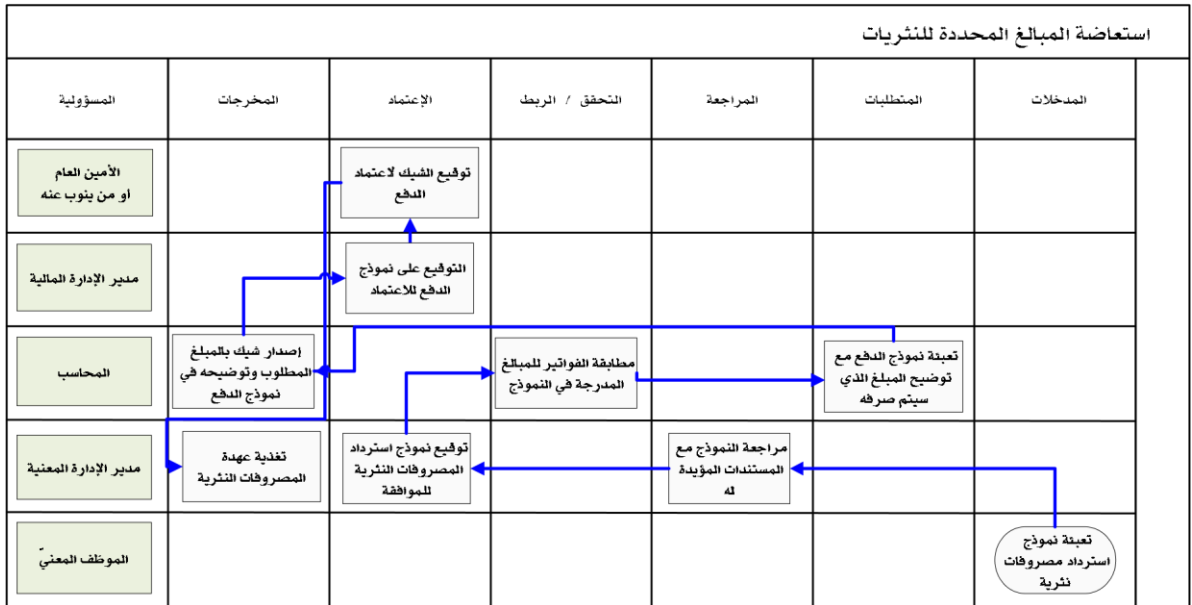 استعاضة المبالغ المحددة للنثريات
المدخلات
المتطلبات
المراجعة
التحقق / الربط
الإعتماد
المخرجات
المسؤولية
توقيع الشيك لاعتماد
الدفع
الأمين العام
او من ينوب عنه
التوقيع على نموذج
الدفع للاعتماد
مدير الإدارة المالية
تعبئة نموذج الدفع مع
توضيح المبلغ الذي
سيتم صرفه
مطابقة الفواتير للمبالغ
المدرجة في النموذج
إصدار شيك بالمبلغ
المطلوب وتوضيحه في
نموذج الدفع
المحاسب
مراجعة النموذج مع
المستندات المؤيدة
له
توقيع نموذج استرداد
المصروفات النثرية
للموافقة
تغذية عهدة
المصروفات النثرية
مدير الإدارة المعنية
تعبئة نموذج
استرداد مصروفات
نثرية
الموظف المعنيّ